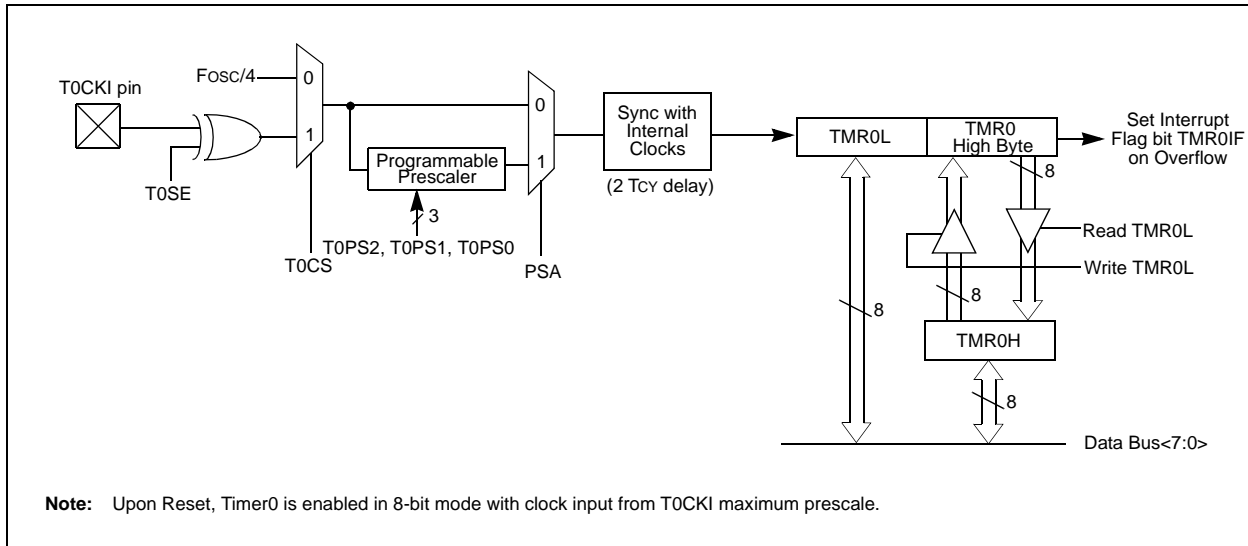 T0CKI pin
FOSC/4
0
1
T0SE
T0CS
Programmable
Prescaler
3
T0PS2, T0PS1, T0PS0
0
1
PSA
Sync with
Internal
Clocks
(2 TCY delay)
TMR0L
TMR0
High Byte
Set Interrupt
Flag bit TMR0IF
on Overflow
8
Read TMR0L
Write TMR0L
8
8
TMR0H
8
Data Bus<7:0>
Note: Upon Reset, Timer0 is enabled in 8-bit mode with clock input from T0CKI maximum prescale.